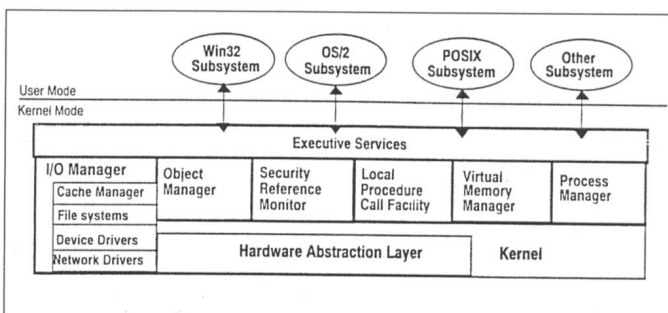 Win32
Subsystem
OS/2
Subsystem
POSIX
Subsystem
Other
Subsystem
User Mode
Kernel Mode
Executive Services
I/O Manager
Cache Manager
File systems
Device Drivers
Network Drivers
Object
Manager
Security
Reference
Monitor
Local
Procedure
Call Facility
Virtual
Memory
Manager
Process
Manager
Hardware Abstraction Layer
Kernel